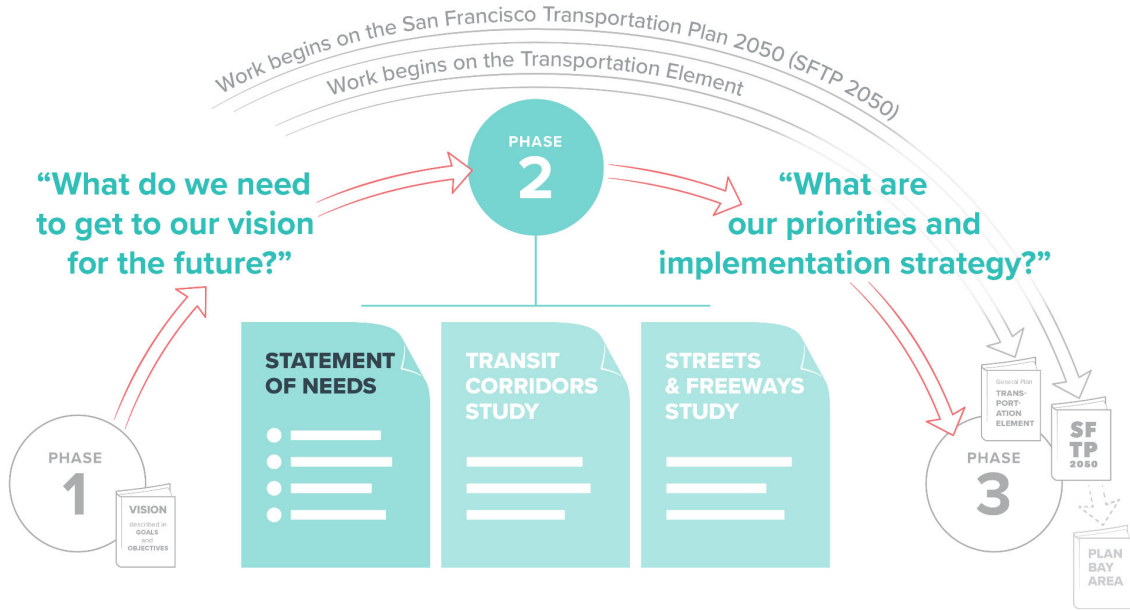 Work begins on the San Francisco Transportation Plan 2050 (SFTP 2050)
Work begins on the Transportation Element
“What do we need
to get to our vision
for the future?”
PHASE
2
“What are
our priorities and
implementation strategy?”
STATEMENT
OF NEEDS
TRANSIT
CORRIDORS
STUDY
STREETS
& FREEWAYS
STUDY
PHASE
1
VISION
described in
GOALS
and
OBJECTIVES
General Plan
TRANS-
PORT-
ATION
ELEMENT
SF
TP
2050
PHASE
3
PLAN
BAY
AREA